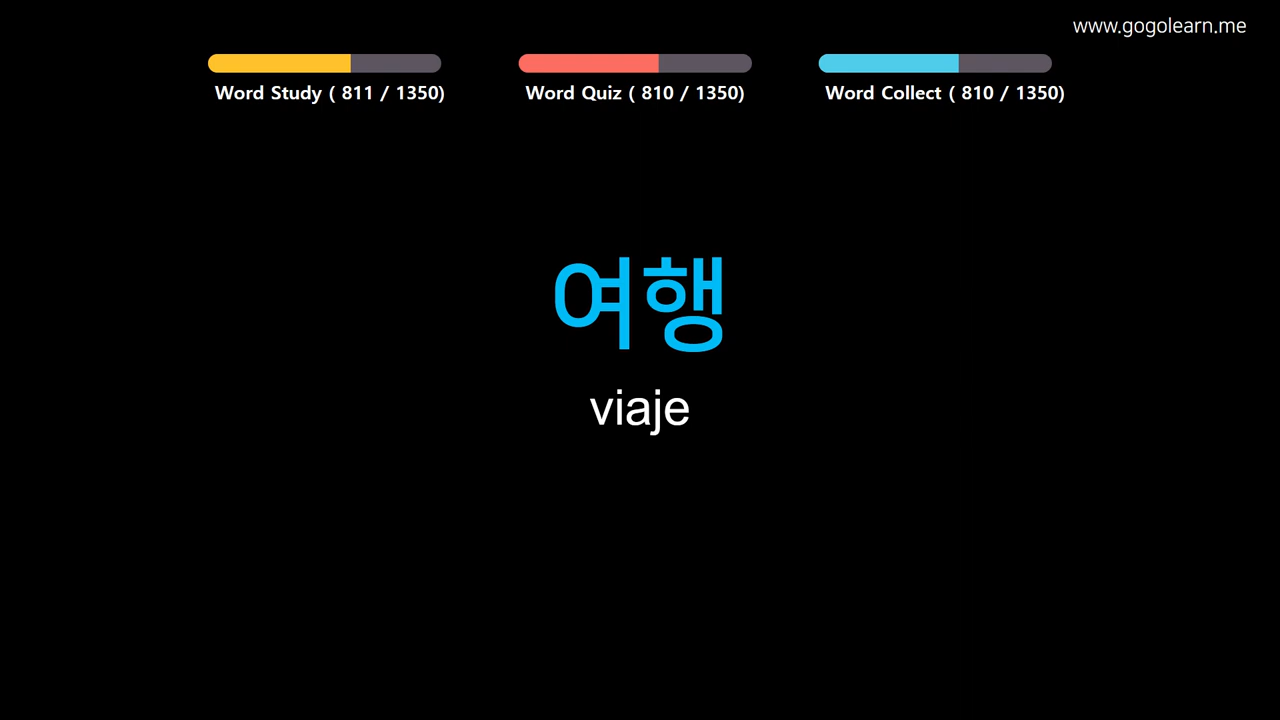 www.gogolearn.me
Word Study ( 811 / 1350)
Word Quiz ( 810 / 1350)
Word Collect ( 810 / 1350)
여행
viaje